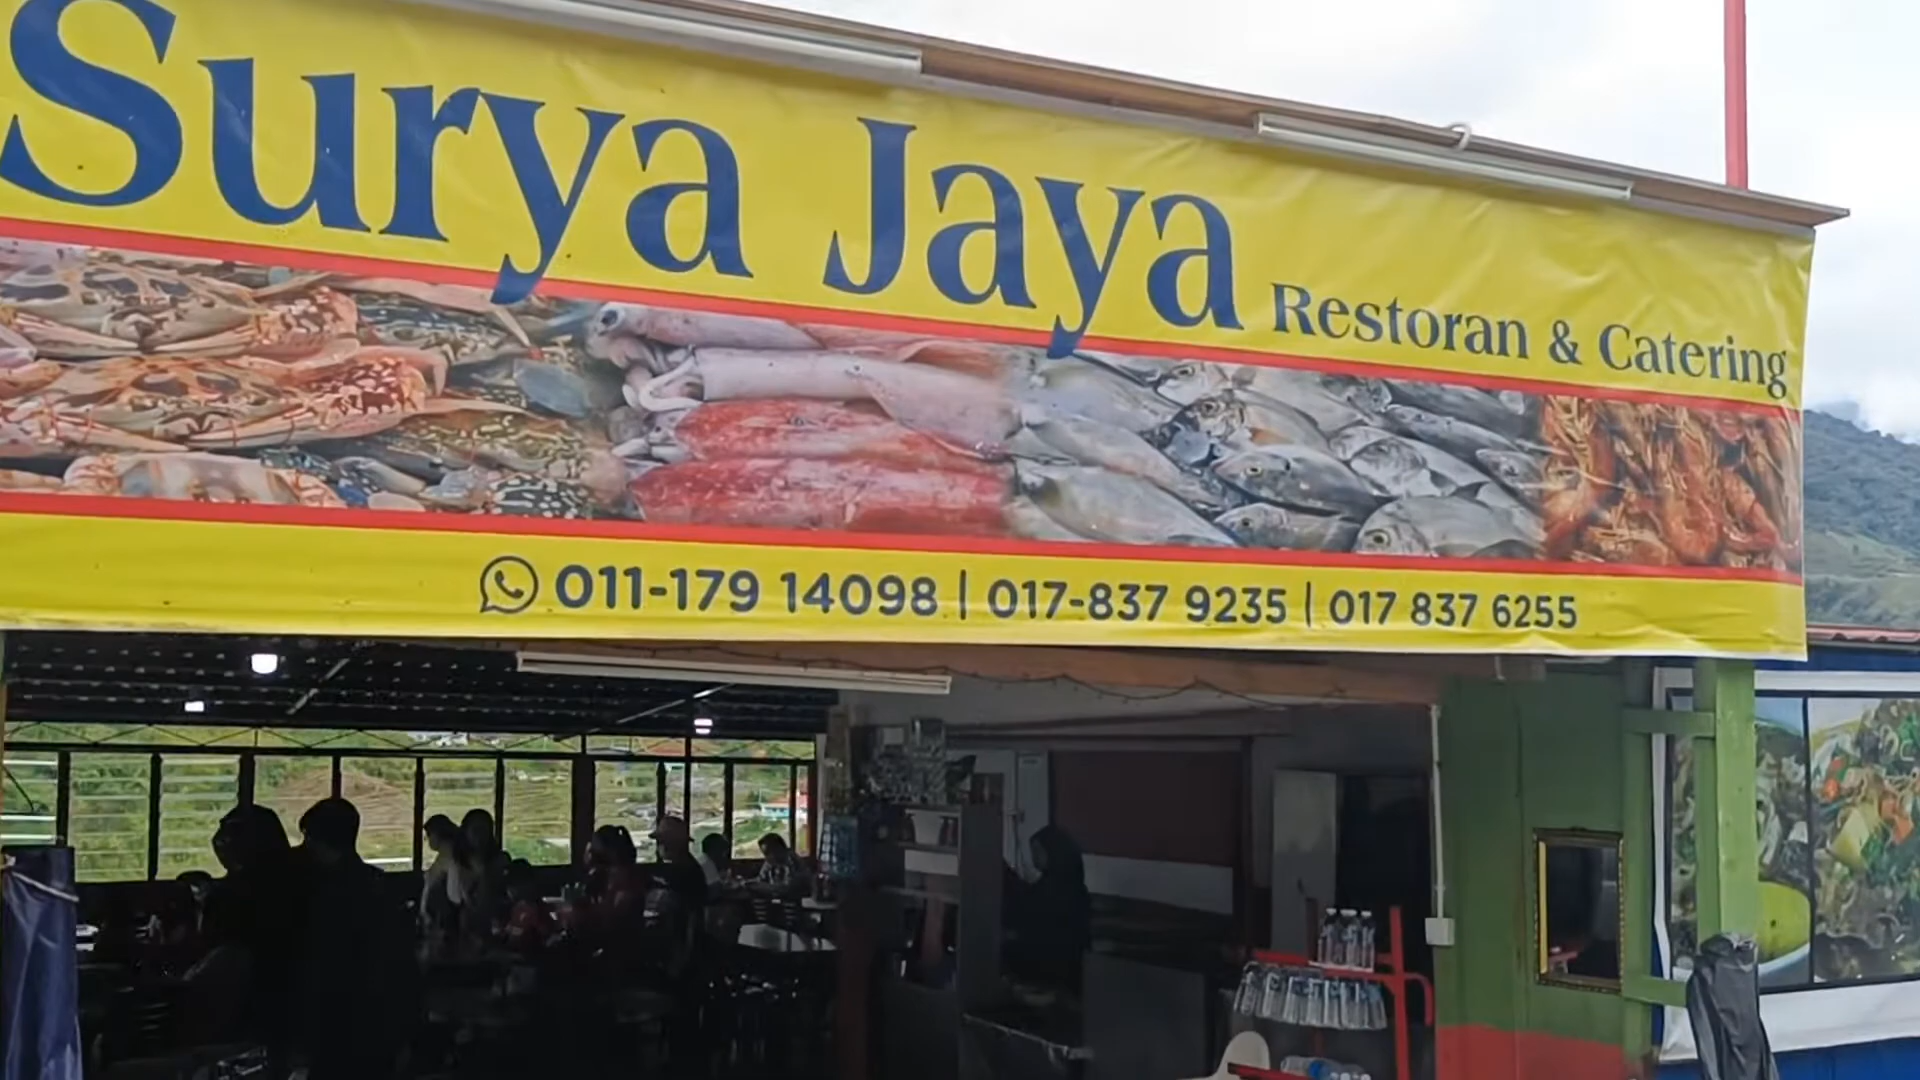 Surya Jaya
Restoran & Catering
011-179 14098 | 017-837 9235 | 017 837 6255